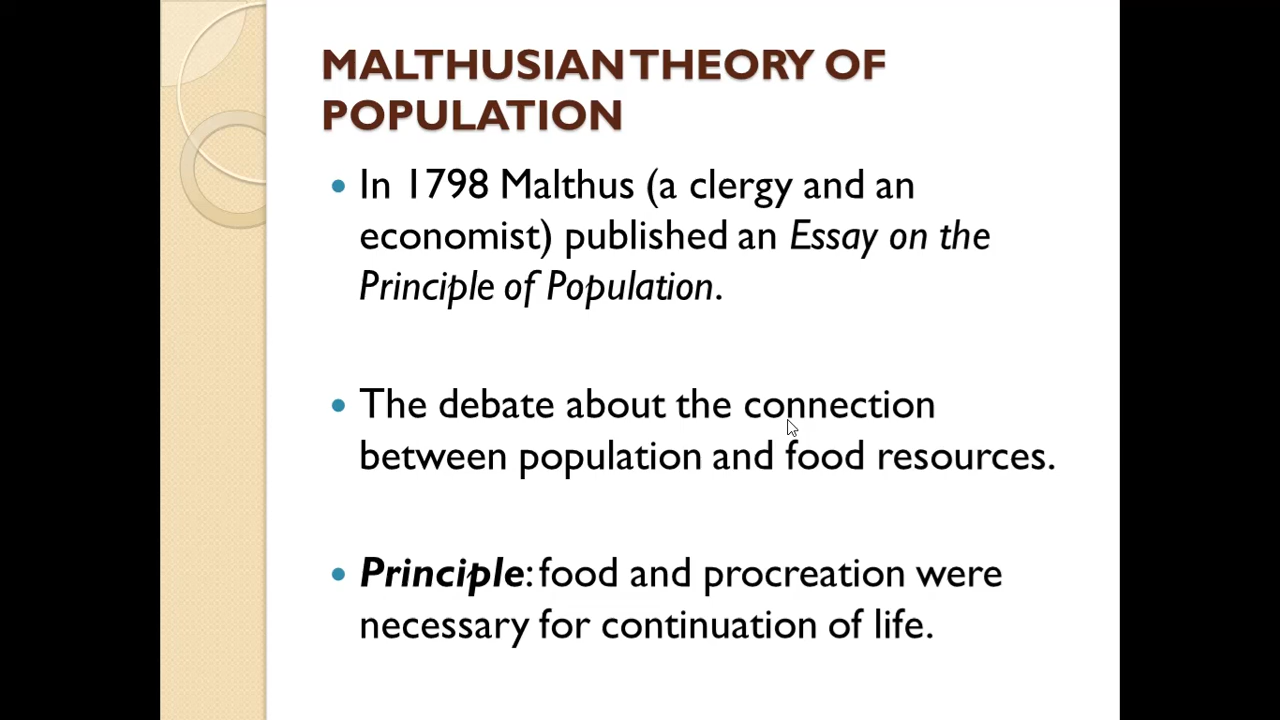 MALTHUSIAN THEORY OF
POPULATION
• In 1798 Malthus (a clergy and an
economist) published an Essay on the
Principle of Population.
• The debate about the connection
between population and food resources.
• Principle: food and procreation were
necessary for continuation of life.